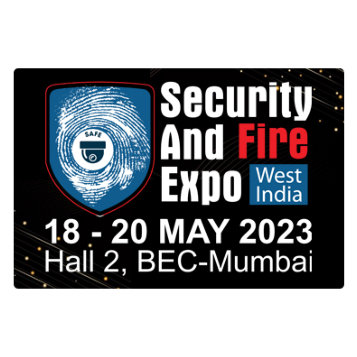 SAFE
Security
And Fire
Expo West India
18 - 20 MAY 2023
Hall 2, BEC-Mumbai